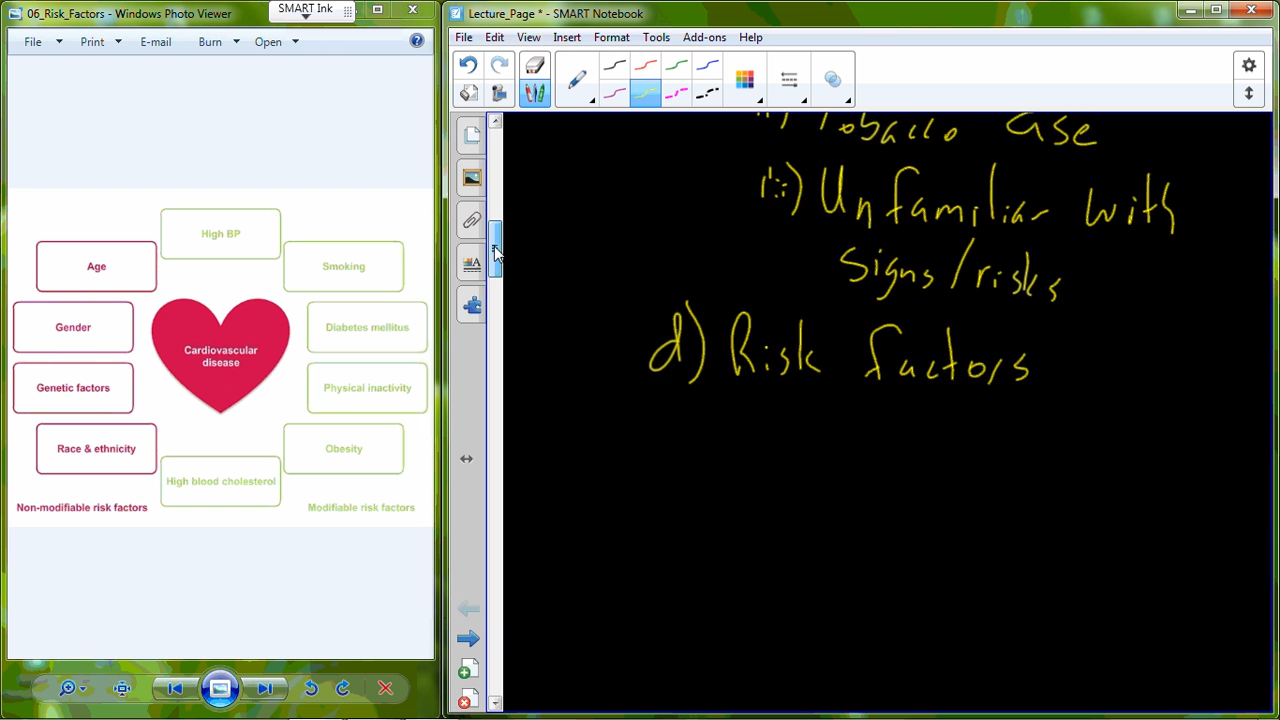 06_Risk_Factors - Windows Photo Viewer
SMART Ink
File Print E-mail Burn Open
High BP
Age
Smoking
Gender
Diabetes mellitus
Cardiovascular
disease
Genetic factors
Physical inactivity
Race & ethnicity
Obesity
High blood cholesterol
Non-modifiable risk factors
Modifiable risk factors
Lecture_Page * - SMART Notebook
File Edit View Insert Format Tools Add-ons Help
Tobacco use
iii) Unfamiliar with
signs/risks
d) Risk factors